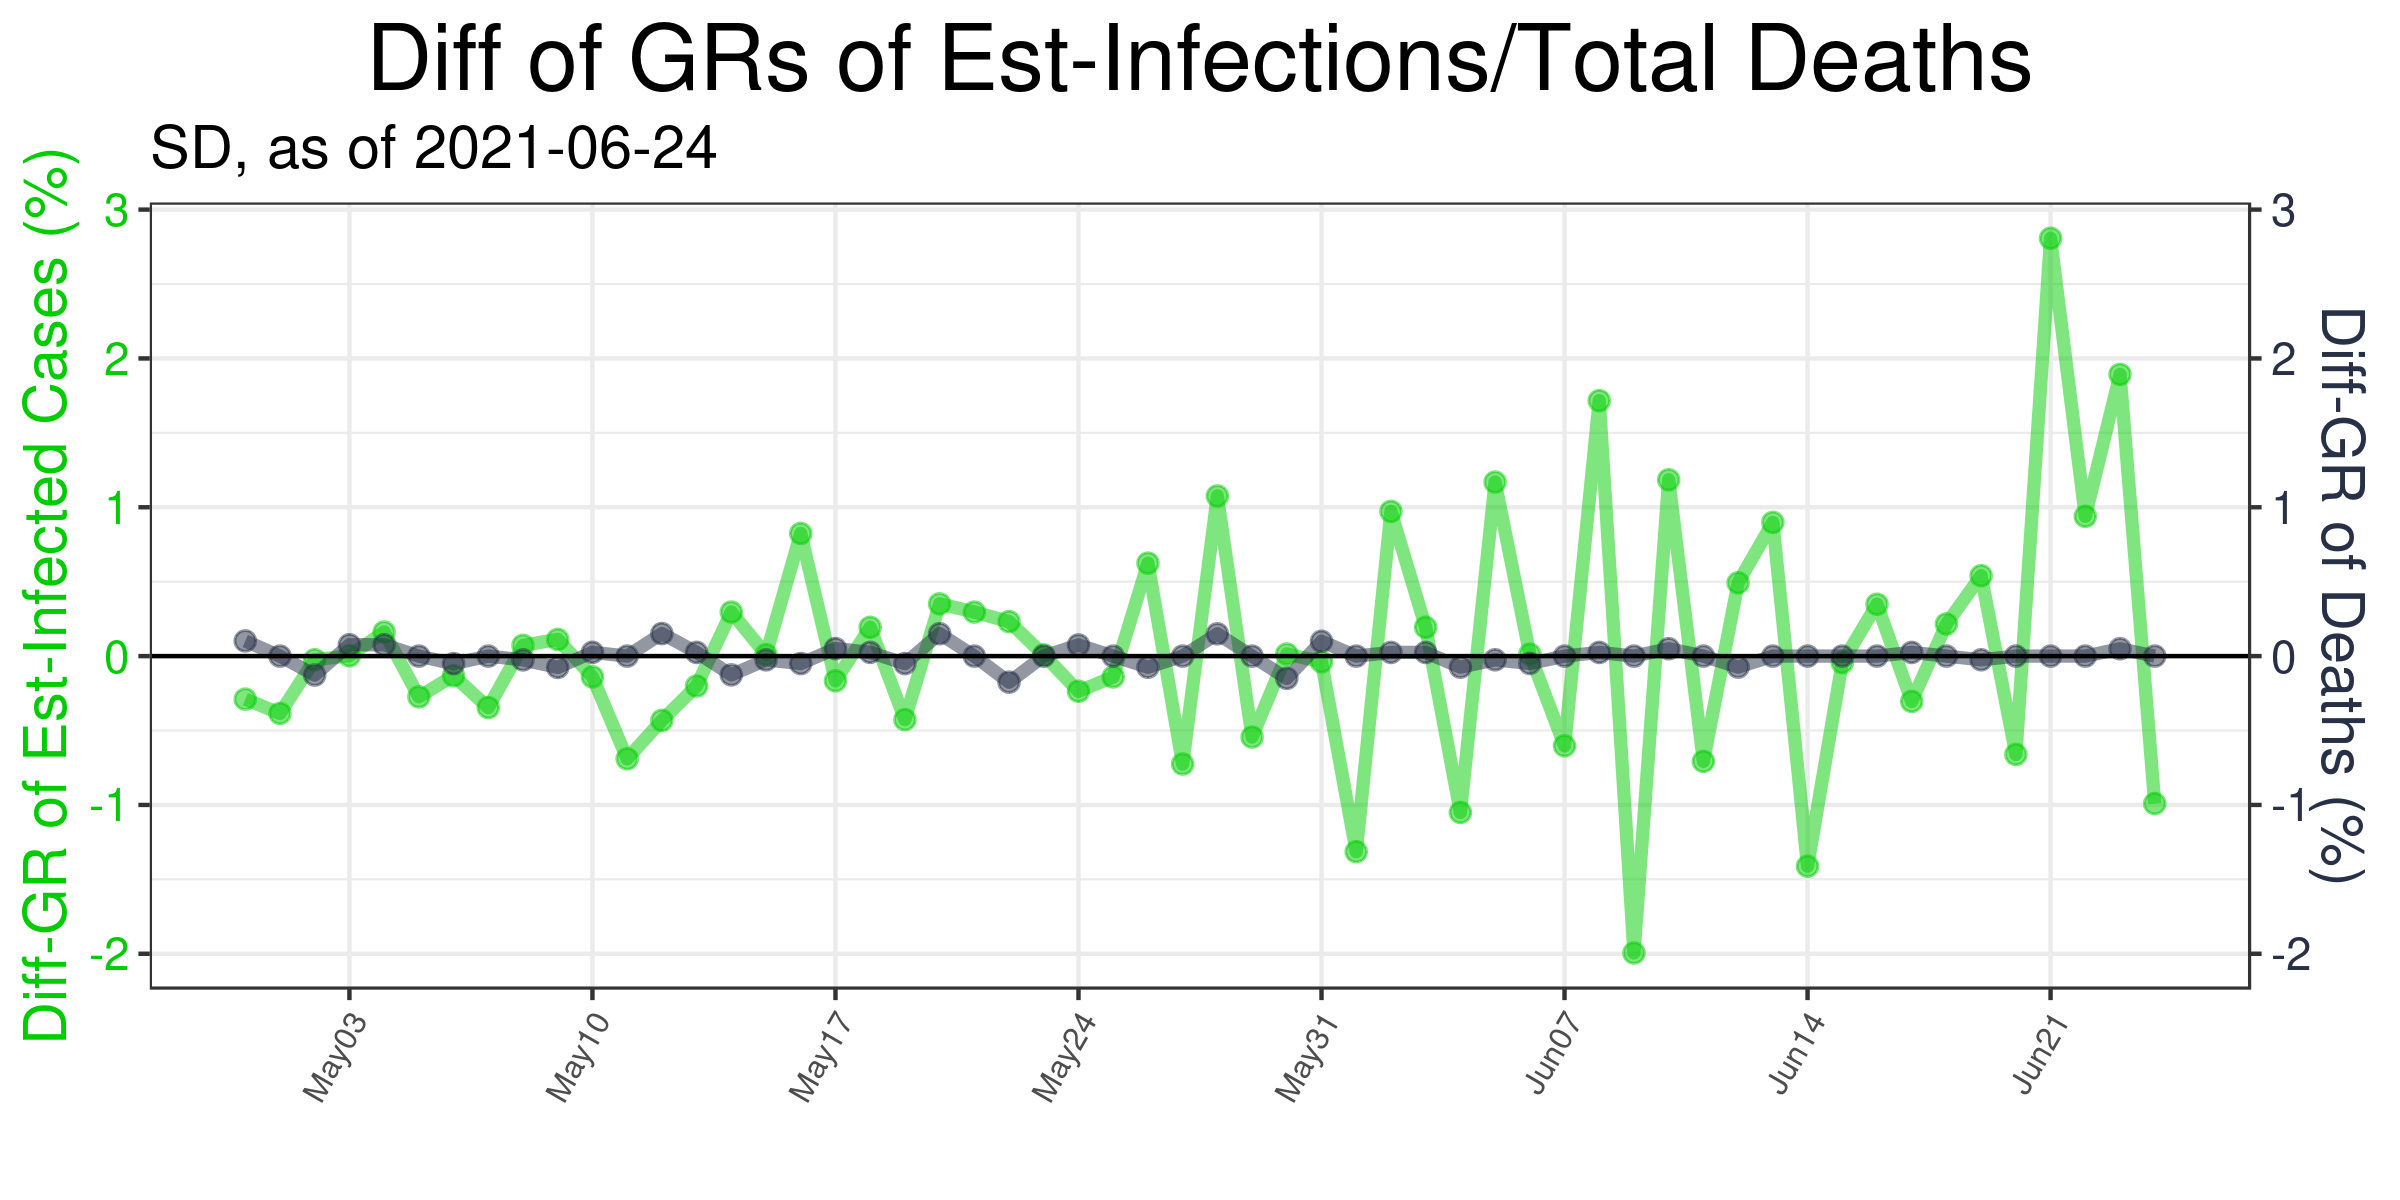 Diff of GRs of Est-Infections/Total Deaths
SD, as of 2021-06-24
Diff-GR of Est-Infected Cases (%)
3
2
1
0
-1
-2
3
2
1
0
-1
-2
Diff-GR of Deaths (%)
May03
May10
May17
May24
May31
Jun07
Jun14
Jun21